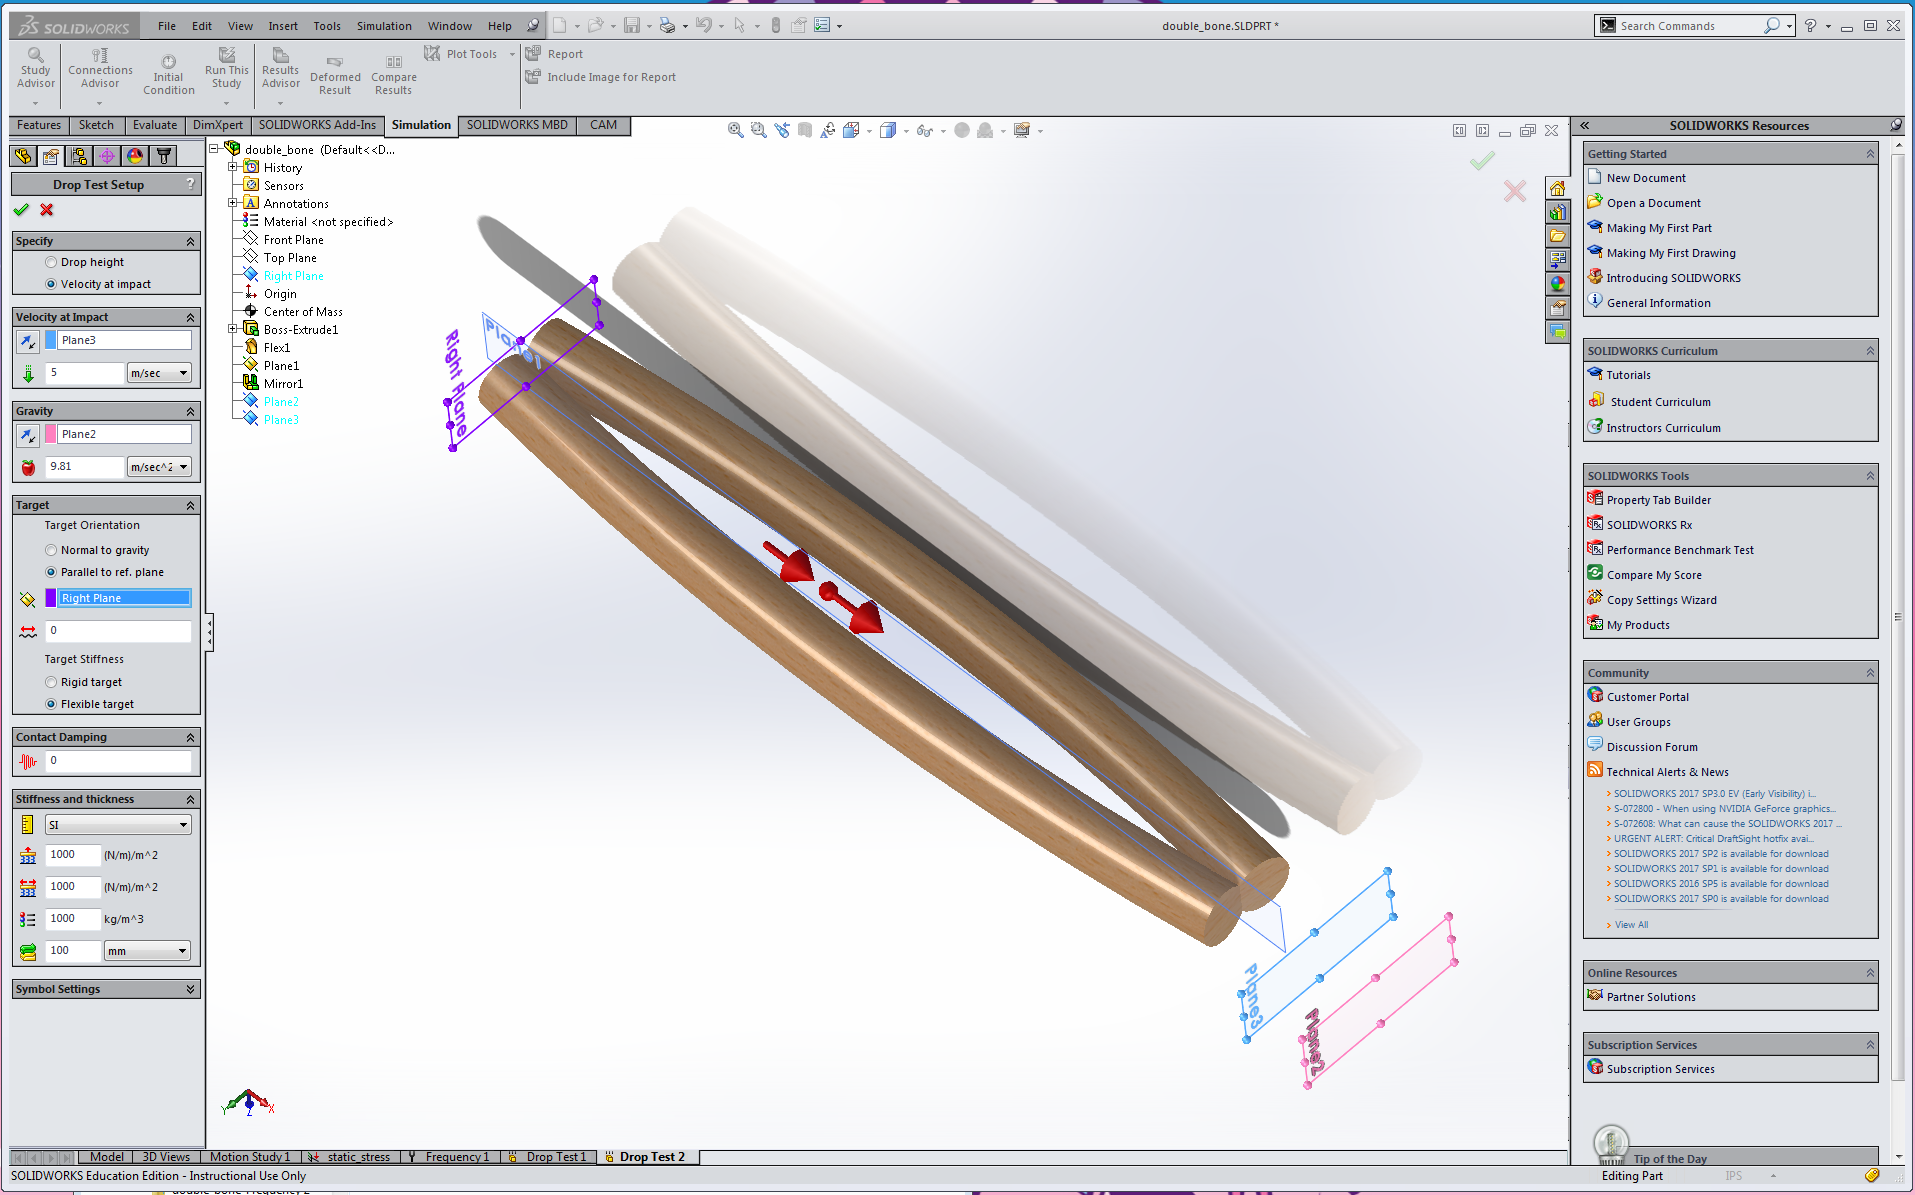 SOLIDWORKS
File Edit View Insert Tools Simulation Window Help
double_bone.SLDPRT *
Search Commands
Study Advisor
Connections Advisor
Initial Condition
Run This Study
Results Advisor
Deformed Result
Compare Results
Plot Tools
Report
Include Image for Report
Features Sketch Evaluate DimXpert SOLIDWORKS Add-Ins Simulation SOLIDWORKS MBD CAM
Drop Test Setup ?
Specify
Drop height
Velocity at impact
Velocity at Impact
Plane3
5 m/sec
Gravity
Plane2
9.81 m/sec^2
Target
Target Orientation
Normal to gravity
Parallel to ref. plane
Right Plane
0
Target Stiffness
Rigid target
Flexible target
Contact Damping
0
Stiffness and thickness
SI
1000 (N/m)/m^2
1000 (N/m)/m^2
1000 kg/m^3
100 mm
Symbol Settings
double_bone (Default<<D...
History
Sensors
Annotations
Material <not specified>
Front Plane
Top Plane
Right Plane
Origin
Center of Mass
Boss-Extrude1
Flex1
Plane1
Mirror1
Plane2
Plane3
Right Plane
Plane1
Plane3
Plane2
Y Z X
SOLIDWORKS Resources
Getting Started
New Document
Open a Document
Making My First Part
Making My First Drawing
Introducing SOLIDWORKS
General Information
SOLIDWORKS Curriculum
Tutorials
Student Curriculum
Instructors Curriculum
SOLIDWORKS Tools
Property Tab Builder
SOLIDWORKS Rx
Performance Benchmark Test
Compare My Score
Copy Settings Wizard
My Products
Community
Customer Portal
User Groups
Discussion Forum
Technical Alerts & News
SOLIDWORKS 2017 SP3.0 EV (Early Visibility) i...
S-072800 - When using NVIDIA GeForce graphics...
S-072608: What can cause the SOLIDWORKS 2017 ...
URGENT ALERT: Critical DraftSight hotfix avai...
SOLIDWORKS 2017 SP2 is available for download
SOLIDWORKS 2017 SP1 is available for download
SOLIDWORKS 2016 SP5 is available for download
SOLIDWORKS 2017 SP0 is available for download
View All
Online Resources
Partner Solutions
Subscription Services
Subscription Services
Tip of the Day
Model 3D Views Motion Study 1 static_stress Frequency 1 Drop Test 1 Drop Test 2
SOLIDWORKS Education Edition - Instructional Use Only
Editing Part IPS